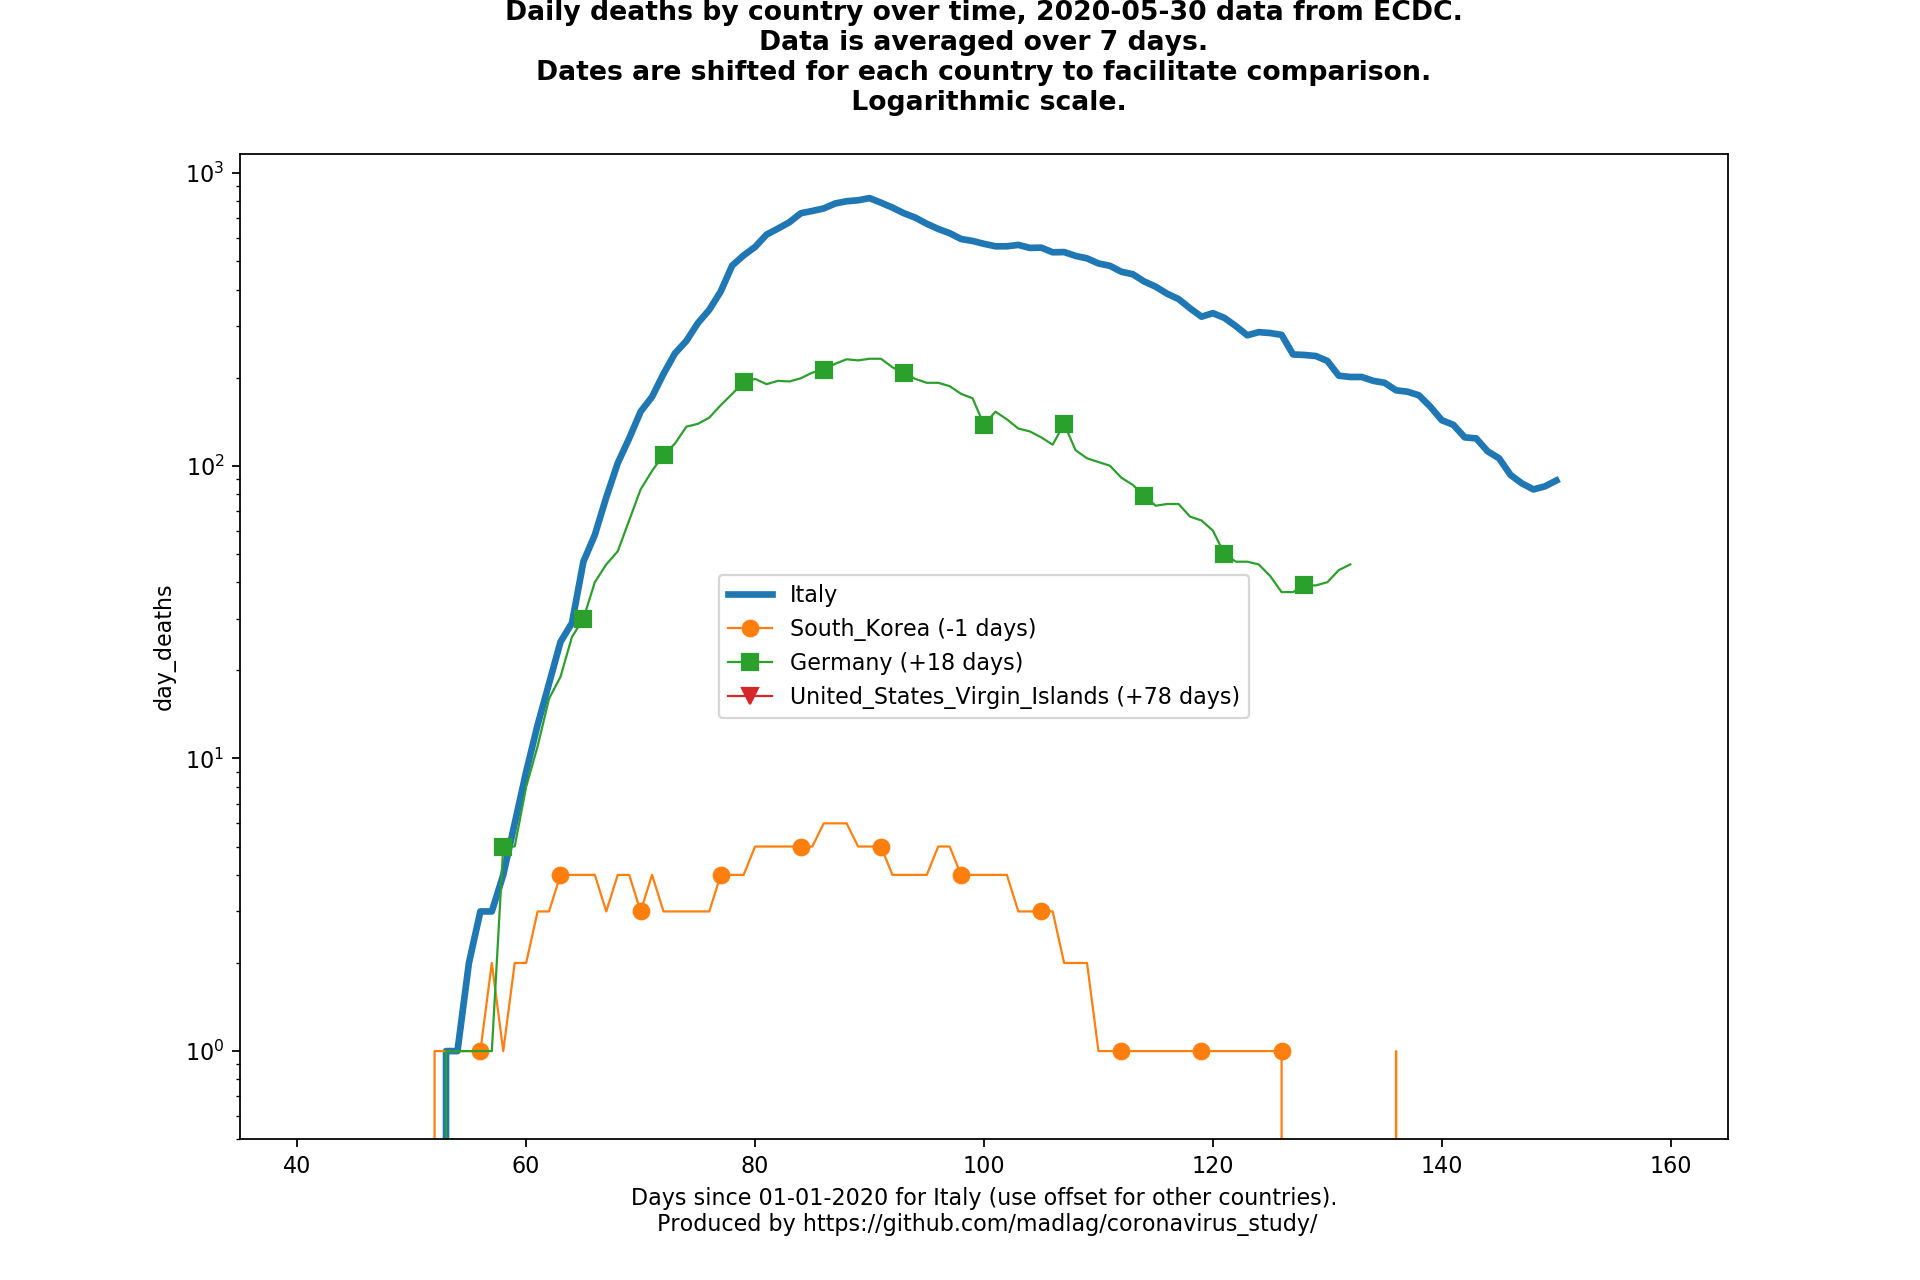 Daily deaths by country over time, 2020-05-30 data from ECDC.
Data is averaged over 7 days.
Dates are shifted for each country to facilitate comparison.
Logarithmic scale.
10³
10²
10¹
10⁰
day_deaths
Italy
South_Korea (-1 days)
Germany (+18 days)
United_States_Virgin_Islands (+78 days)
40 60 80 100 120 140 160
Days since 01-01-2020 for Italy (use offset for other countries).
Produced by https://github.com/madlag/coronavirus_study/